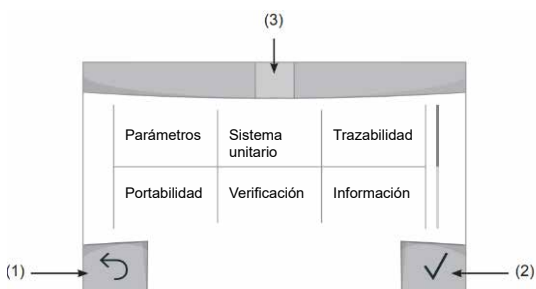 (3)
Parámetros
Sistema
unitario
Trazabilidad
Portabilidad
Verificación
Información
(1)
(2)